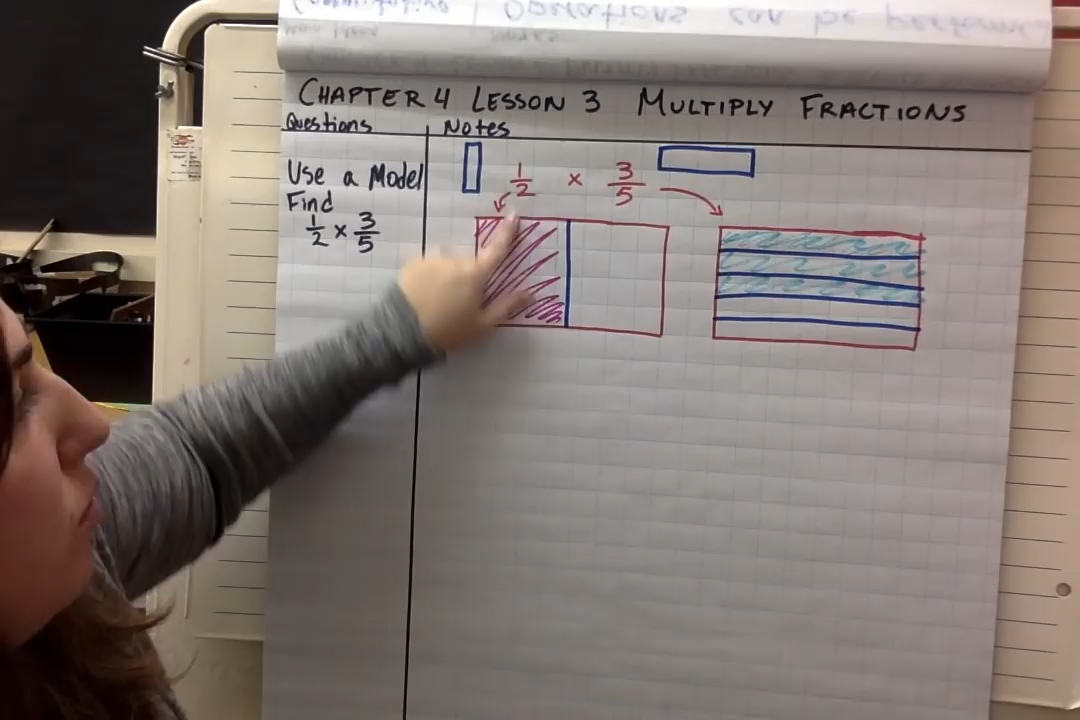 CHAPTER 4 LESSON 3 MULTIPLY FRACTIONS
Questions Notes
Use a Model
Find
1/2 × 3/5
1/2 × 3/5